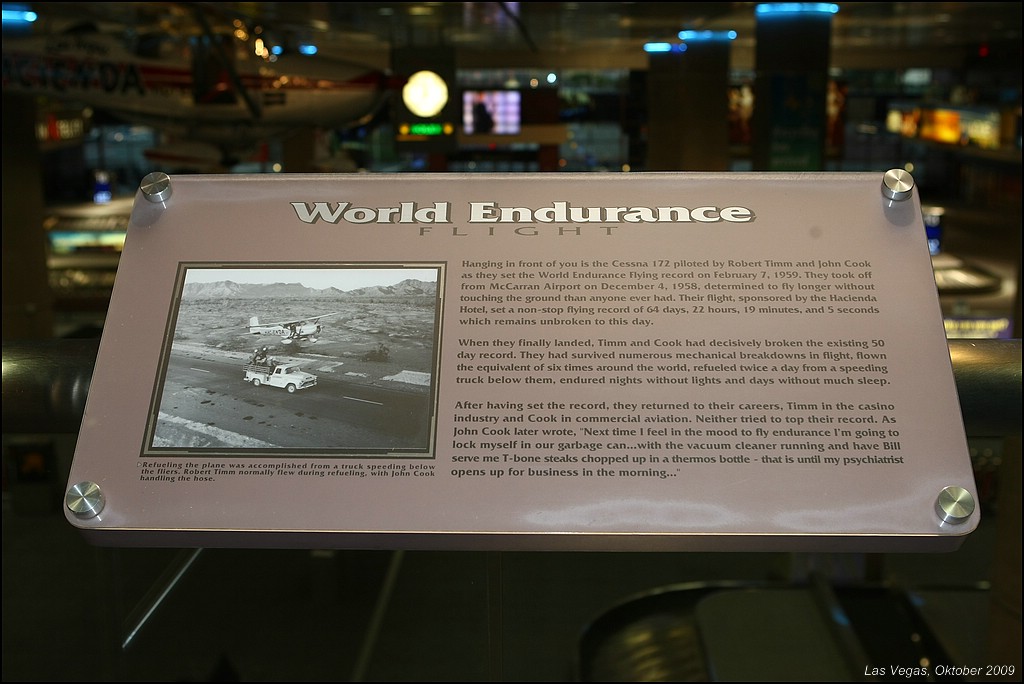 World Endurance
FLIGHT
Hanging in front of you is the Cessna 172 piloted by Robert Timm and John Cook
as they set the World Endurance Flying record on February 7, 1959. They took off
from McCarran Airport on December 4, 1958, determined to fly longer without
touching the ground than anyone ever had. Their flight, sponsored by the Hacienda
Hotel, set a non-stop flying record of 64 days, 22 hours, 19 minutes, and 5 seconds
which remains unbroken to this day.
When they finally landed, Timm and Cook had decisively broken the existing 50
day record. They had survived numerous mechanical breakdowns in flight, flown
the equivalent of six times around the world, refueled twice a day from a speeding
truck below them, endured nights without lights and days without much sleep.
After having set the record, they returned to their careers, Timm in the casino
industry and Cook in commercial aviation. Neither tried to top their record. As
John Cook later wrote, "Next time I feel in the mood to fly endurance I'm going to
lock myself in our garbage can...with the vacuum cleaner running and have Bill
serve me T-bone steaks chopped up in a thermos bottle - that is until my psychiatrist
opens up for business in the morning..."
Refueling the plane was accomplished from a truck speeding below
the fliers. Robert Timm normally flew during refueling, with John Cook
handling the hose.
Las Vegas, Oktober 2009